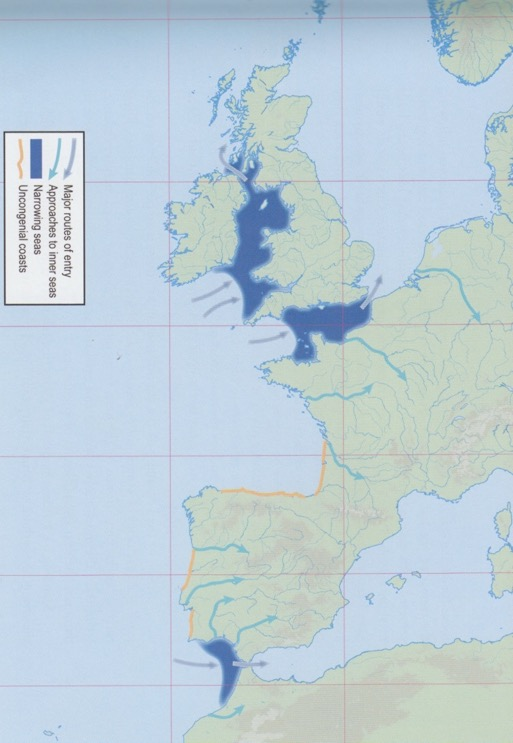 Major routes of entry
Approaches to inner seas
Narrowing seas
Uncongenial coasts